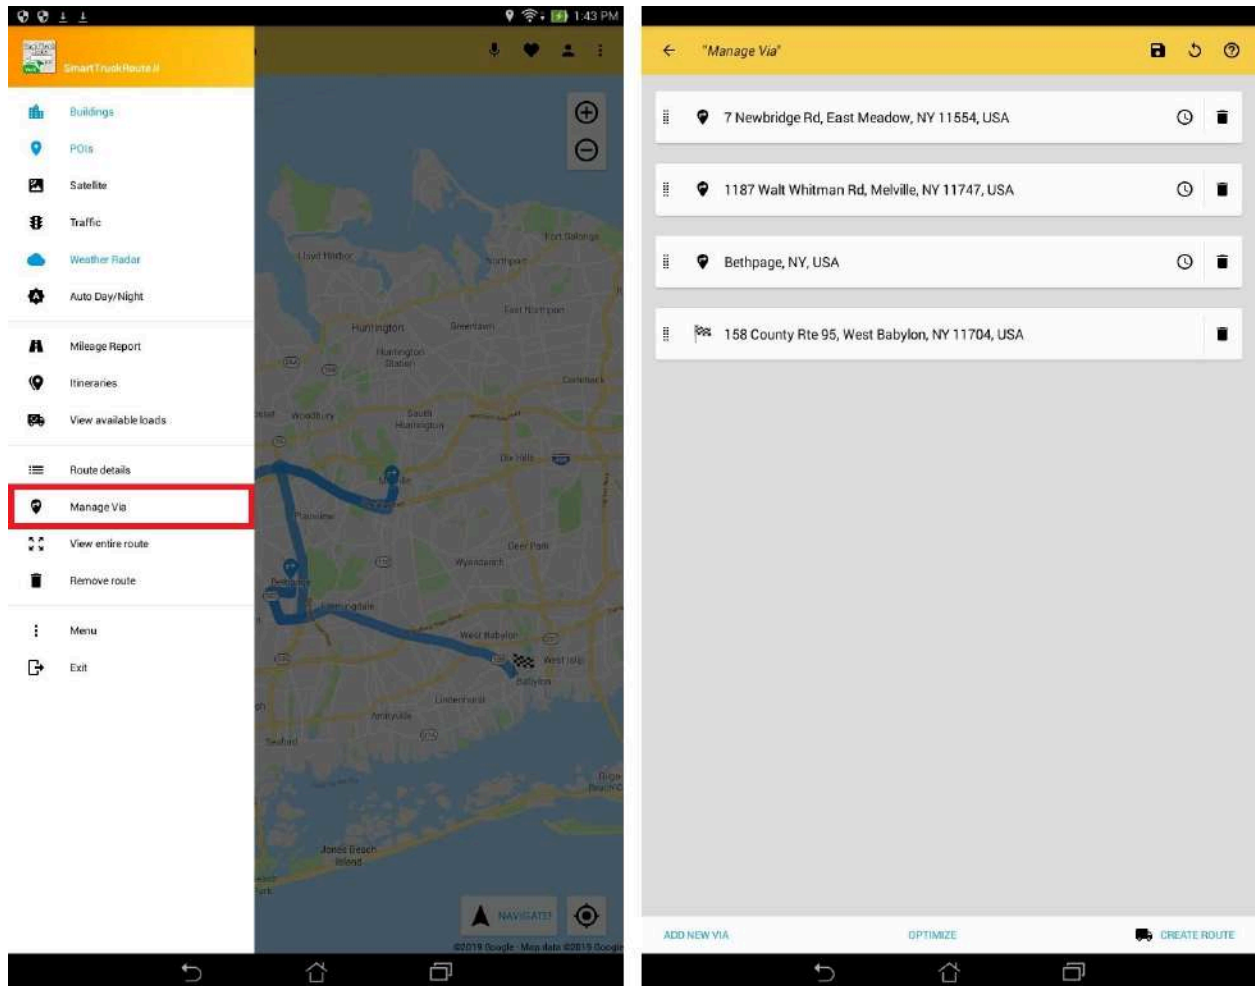 1:43 PM
SmartTruckRoute
Buildings
POIs
Satellite
Traffic
Weather Radar
Auto Day/Night
Mileage Report
Itineraries
View available loads
Route details
Manage Via
View entire route
Remove route
Menu
Exit
Lloyd Harbor
Fort Salonga
Northport
East Northport
Huntington
Greenlawn
Huntington
Station
Commack
Woodbury
South
Huntington
Dix Hills
Plainview
Deer Park
Wyandanch
Bethpage
Farmingdale
West Babylon
West Islip
Babylon
Lindenhurst
Amityville
Seaford
Jones Beach
Island
NAVIGATE!
©2019 Google - Map data ©2019 Google
"Manage Via"
7 Newbridge Rd, East Meadow, NY 11554, USA
1187 Walt Whitman Rd, Melville, NY 11747, USA
Bethpage, NY, USA
158 County Rte 95, West Babylon, NY 11704, USA
ADD NEW VIA
OPTIMIZE
CREATE ROUTE